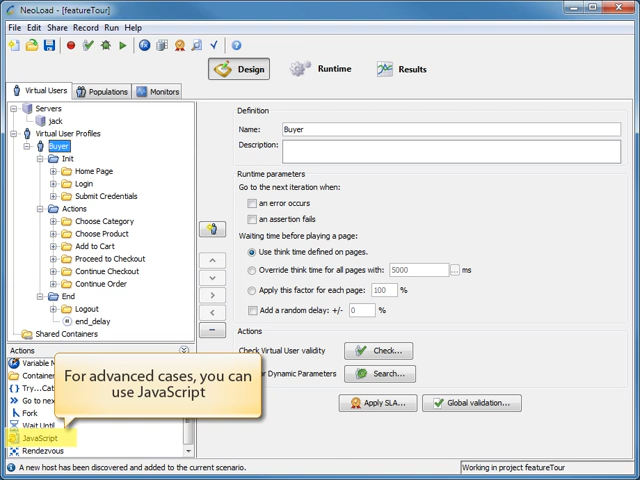 NeoLoad - [featureTour]
File Edit Share Record Run Help
Design
Runtime
Results
Virtual Users
Populations
Monitors
Servers
jack
Virtual User Profiles
Buyer
Init
Home Page
Login
Submit Credentials
Actions
Choose Category
Choose Product
Add to Cart
Proceed to Checkout
Continue Checkout
Continue Order
End
Logout
end_delay
Shared Containers
Definition
Name: Buyer
Description:
Runtime parameters
Go to the next iteration when:
an error occurs
an assertion fails
Waiting time before playing a page:
Use think time defined on pages.
Override think time for all pages with: 5000 ... ms
Apply this factor for each page: 100 %
Add a random delay: +/- 0 %
Actions
Check Virtual User validity Check...
Dynamic Parameters Search...
Apply SLA...
Global validation...
Actions
Variable
Container
Try...
Go to
Fork
Wait Until
JavaScript
Rendezvous
For advanced cases, you can
use JavaScript
A new host has been discovered and added to the current scenario.
Working in project featureTour